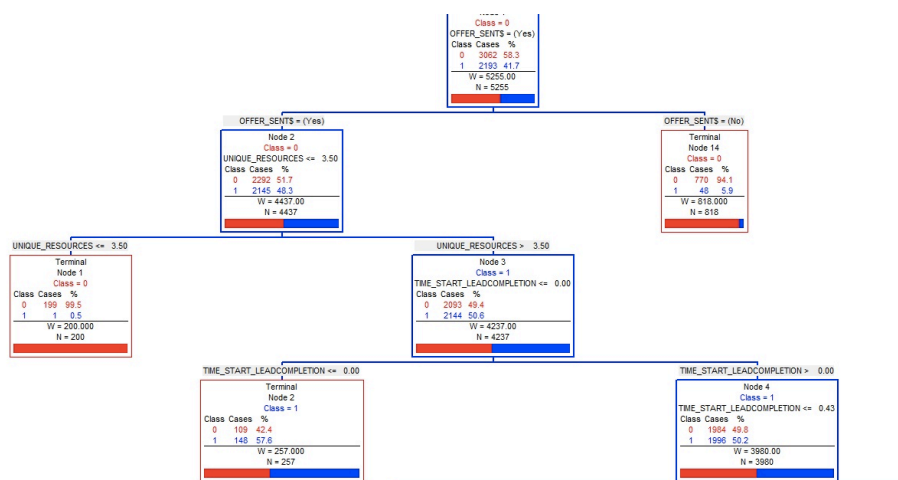 Class = 0
OFFER_SENT$ = (Yes)
Class Cases %
0 3062 58.3
1 2193 41.7
W = 5255.00
N = 5255
OFFER_SENT$ = (Yes)
OFFER_SENT$ = (No)
Node 2
Class = 0
UNIQUE_RESOURCES <= 3.50
Class Cases %
0 2292 51.7
1 2145 48.3
W = 4437.00
N = 4437
Terminal
Node 14
Class = 0
Class Cases %
0 770 94.1
1 48 5.9
W = 818.000
N = 818
UNIQUE_RESOURCES <= 3.50
UNIQUE_RESOURCES > 3.50
Terminal
Node 1
Class = 0
Class Cases %
0 199 99.5
1 1 0.5
W = 200.000
N = 200
Node 3
Class = 1
TIME_START_LEADCOMPLETION <= 0.00
Class Cases %
0 2093 49.4
1 2144 50.6
W = 4237.00
N = 4237
TIME_START_LEADCOMPLETION <= 0.00
TIME_START_LEADCOMPLETION > 0.00
Terminal
Node 2
Class = 1
Class Cases %
0 109 42.4
1 148 57.6
W = 257.000
N = 257
Node 4
Class = 1
TIME_START_LEADCOMPLETION <= 0.43
Class Cases %
0 1984 49.8
1 1996 50.2
W = 3980.00
N = 3980